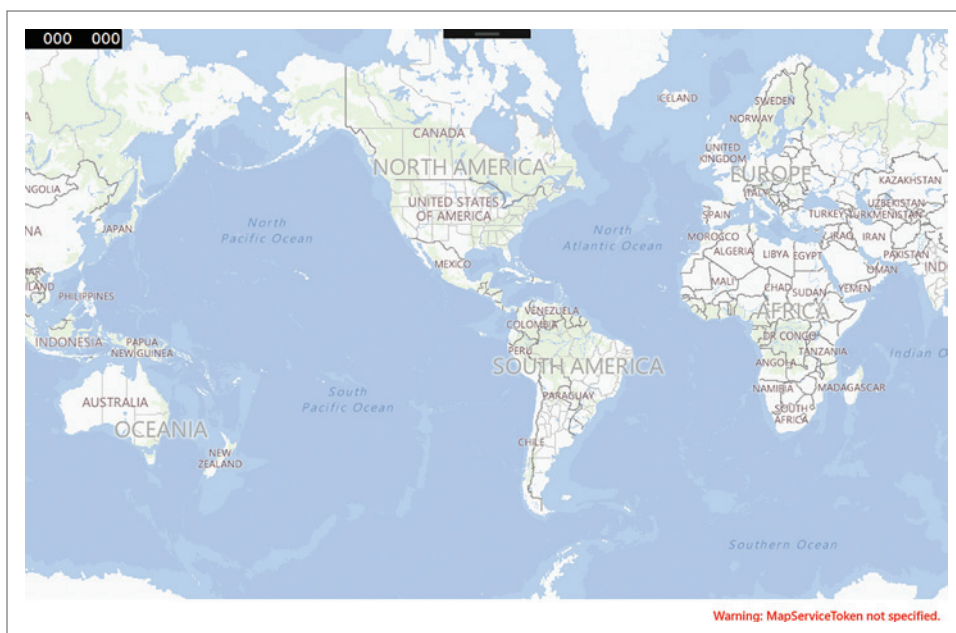 000 000
ICELAND
SWEDEN
NORWAY
CANADA
UNITED
KINGDOM
NORTH AMERICA
EUROPE
KAZAKHSTAN
ITALY
UNITED STATES
OF AMERICA
UZBEKISTAN
SPAIN
TURKEY
TURKMENISTAN
North
Pacific Ocean
JAPAN
North
Atlantic Ocean
MOROCCO
IRAQ
IRAN
ALGERIA
LIBYA
EGYPT
PAKISTAN
MEXICO
OMAN
MALI
CHAD
SUDAN
YEMEN
PHILIPPINES
VENEZUELA
AFRICA
COLOMBIA
INDONESIA
PAPUA
NEW GUINEA
DR CONGO
PERU
TANZANIA
SOUTH AMERICA
ANGOLA
Indian O
NAMIBIA
MADAGASCAR
South
Pacific Ocean
PARAGUAY
AUSTRALIA
SOUTH
AFRICA
OCEANIA
CHILE
NEW
ZEALAND
Southern Ocean
Warning: MapServiceToken not specified.